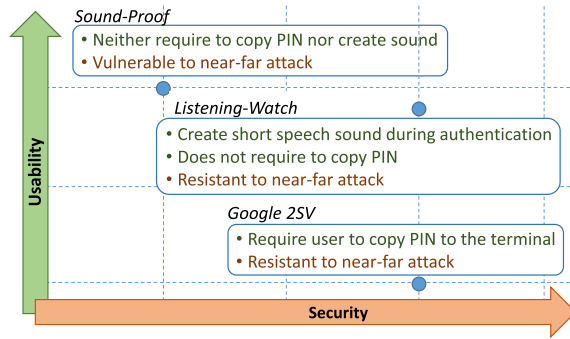 Sound-Proof
• Neither require to copy PIN nor create sound
• Vulnerable to near-far attack
Listening-Watch
• Create short speech sound during authentication
• Does not require to copy PIN
• Resistant to near-far attack
Google 2SV
• Require user to copy PIN to the terminal
• Resistant to near-far attack
Usability
Security